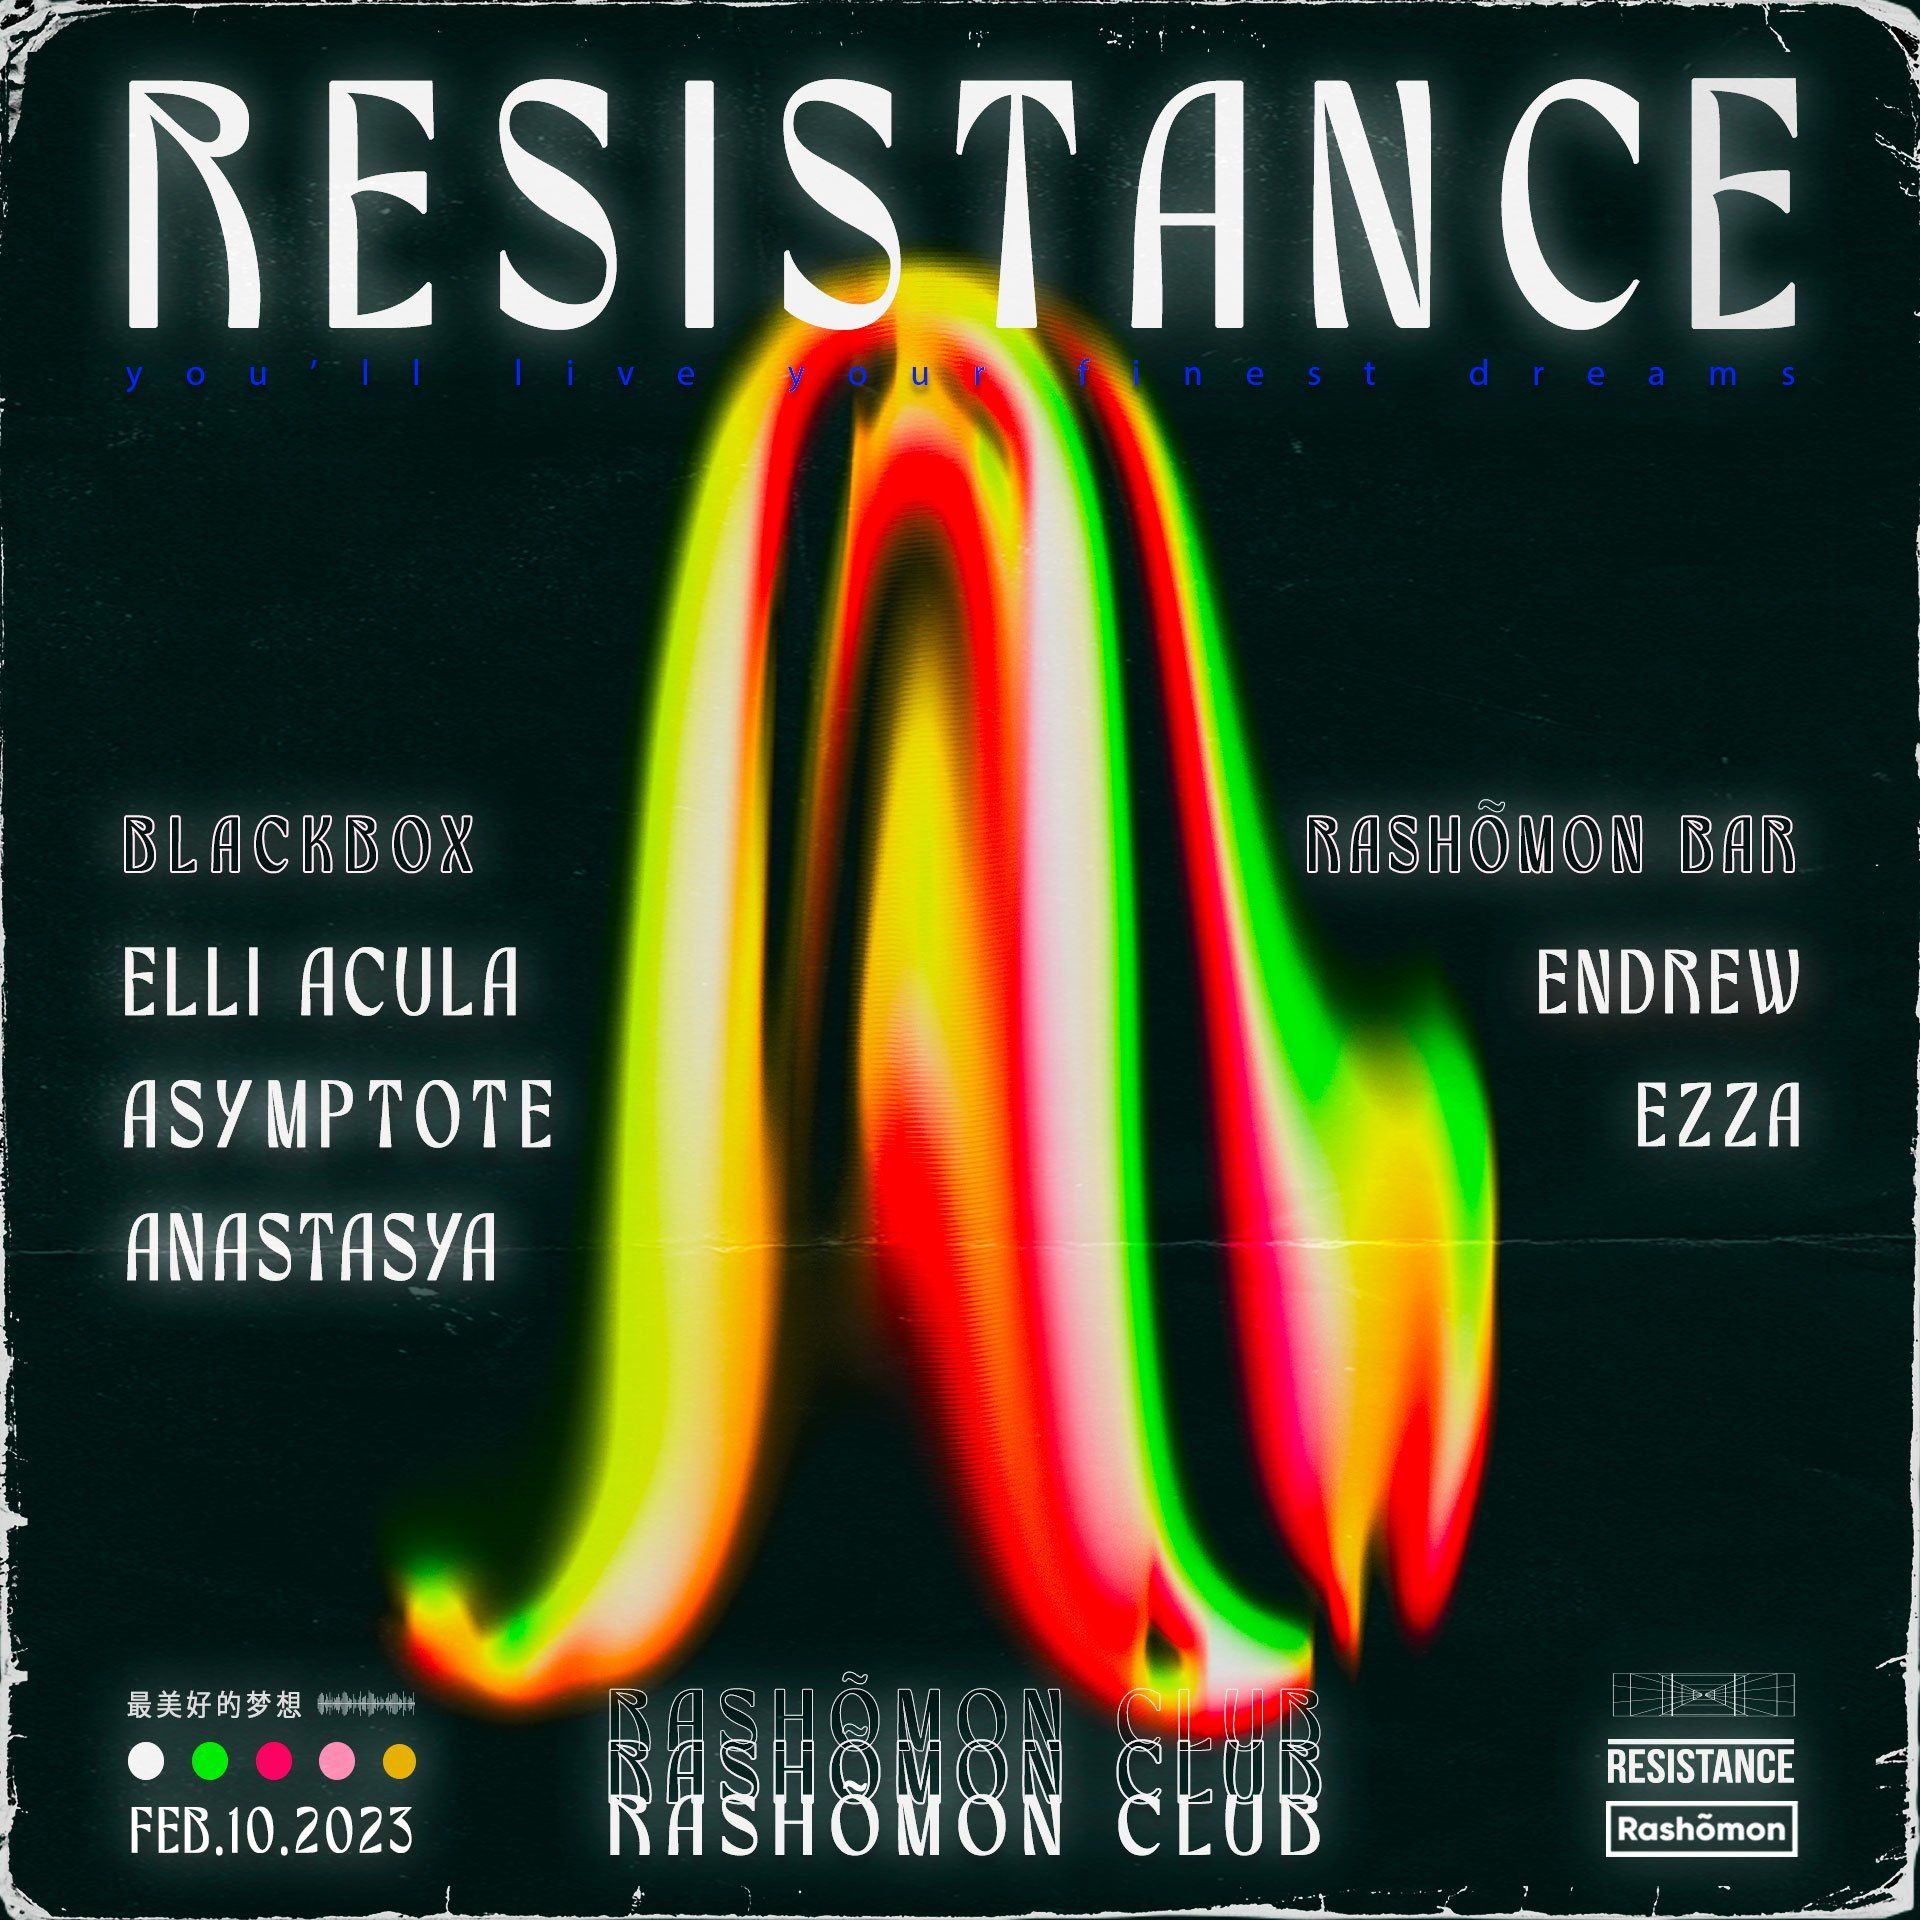 RESISTANCE
you'll live your finest dreams
BLACKBOX
ELLI ACULA
ASYMPTOTE
ANASTASYA
RASHÕMON BAR
ENDREW
EZZA
最美好的梦想
FEB.10.2023
RASHÕMON CLUB
RASHÕMON CLUB
RASHÕMON CLUB
RESISTANCE
Rashõmon